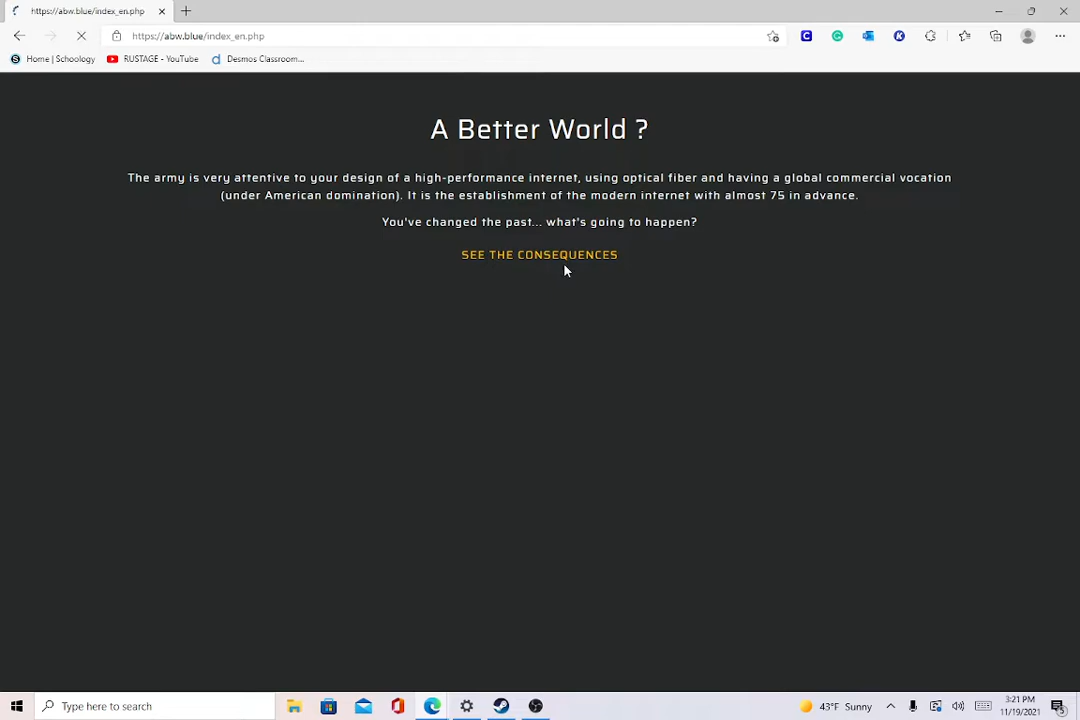 https://abw.blue/index_en.php
https://abw.blue/index_en.php
Home | Schoology
RUSTAGE - YouTube
Desmos Classroom...
A Better World ?
The army is very attentive to your design of a high-performance internet, using optical fiber and having a global commercial vocation
(under American domination). It is the establishment of the modern internet with almost 75 in advance.
You've changed the past... what's going to happen?
SEE THE CONSEQUENCES
Type here to search
43°F Sunny
3:21 PM
11/19/2021